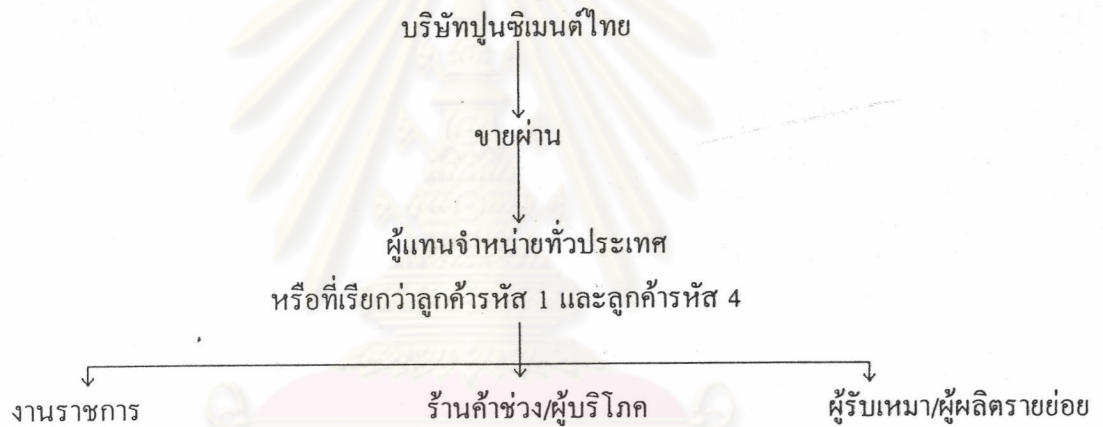 บริษัทปูนซิเมนต์ไทย
ขายผ่าน
ผู้แทนจำหน่ายทั่วประเทศ
หรือที่เรียกว่าลูกค้ารหัส 1 และลูกค้ารหัส 4
งานราชการ ร้านค้าช่วง/ผู้บริโภค ผู้รับเหมา/ผู้ผลิตรายย่อย